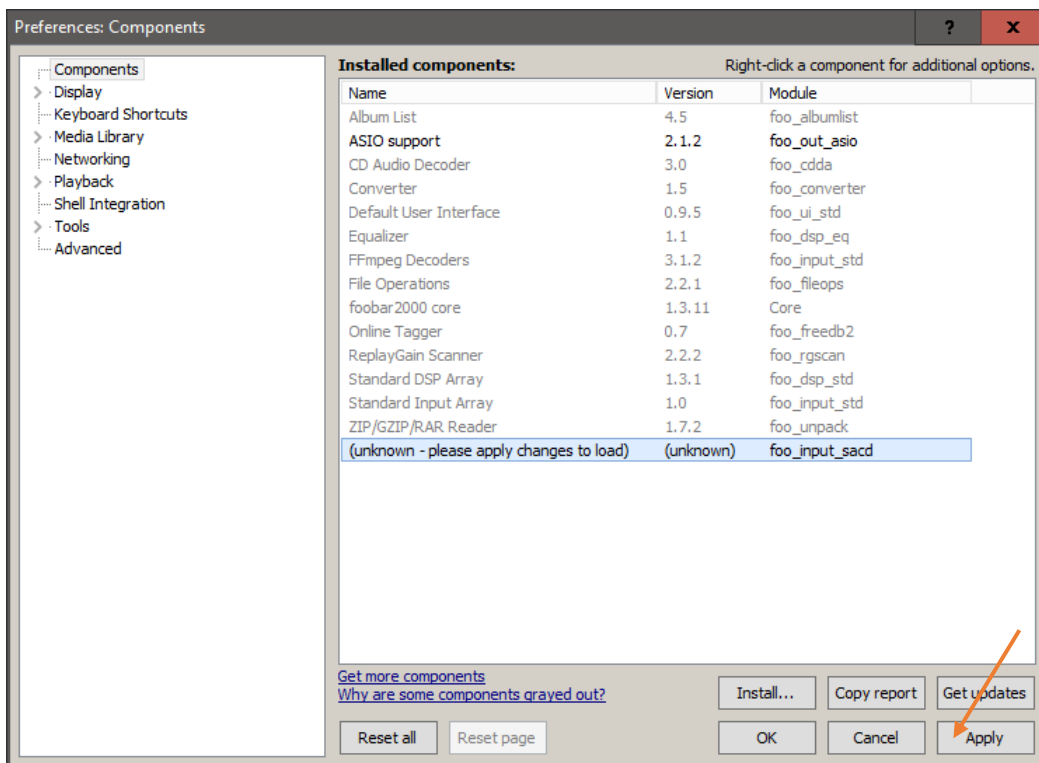 Preferences: Components
? x
Components
Display
Keyboard Shortcuts
Media Library
Networking
Playback
Shell Integration
Tools
Advanced
Installed components: Right-click a component for additional options.
Name Version Module
Album List 4.5 foo_albumlist
ASIO support 2.1.2 foo_out_asio
CD Audio Decoder 3.0 foo_cdda
Converter 1.5 foo_converter
Default User Interface 0.9.5 foo_ui_std
Equalizer 1.1 foo_dsp_eq
FFmpeg Decoders 3.1.2 foo_input_std
File Operations 2.2.1 foo_fileops
foobar2000 core 1.3.11 Core
Online Tagger 0.7 foo_freedb2
ReplayGain Scanner 2.2.2 foo_rgscan
Standard DSP Array 1.3.1 foo_dsp_std
Standard Input Array 1.0 foo_input_std
ZIP/GZIP/RAR Reader 1.7.2 foo_unpack
(unknown - please apply changes to load) (unknown) foo_input_sacd
Get more components
Why are some components grayed out?
Install... Copy report Get updates
Reset all Reset page OK Cancel Apply